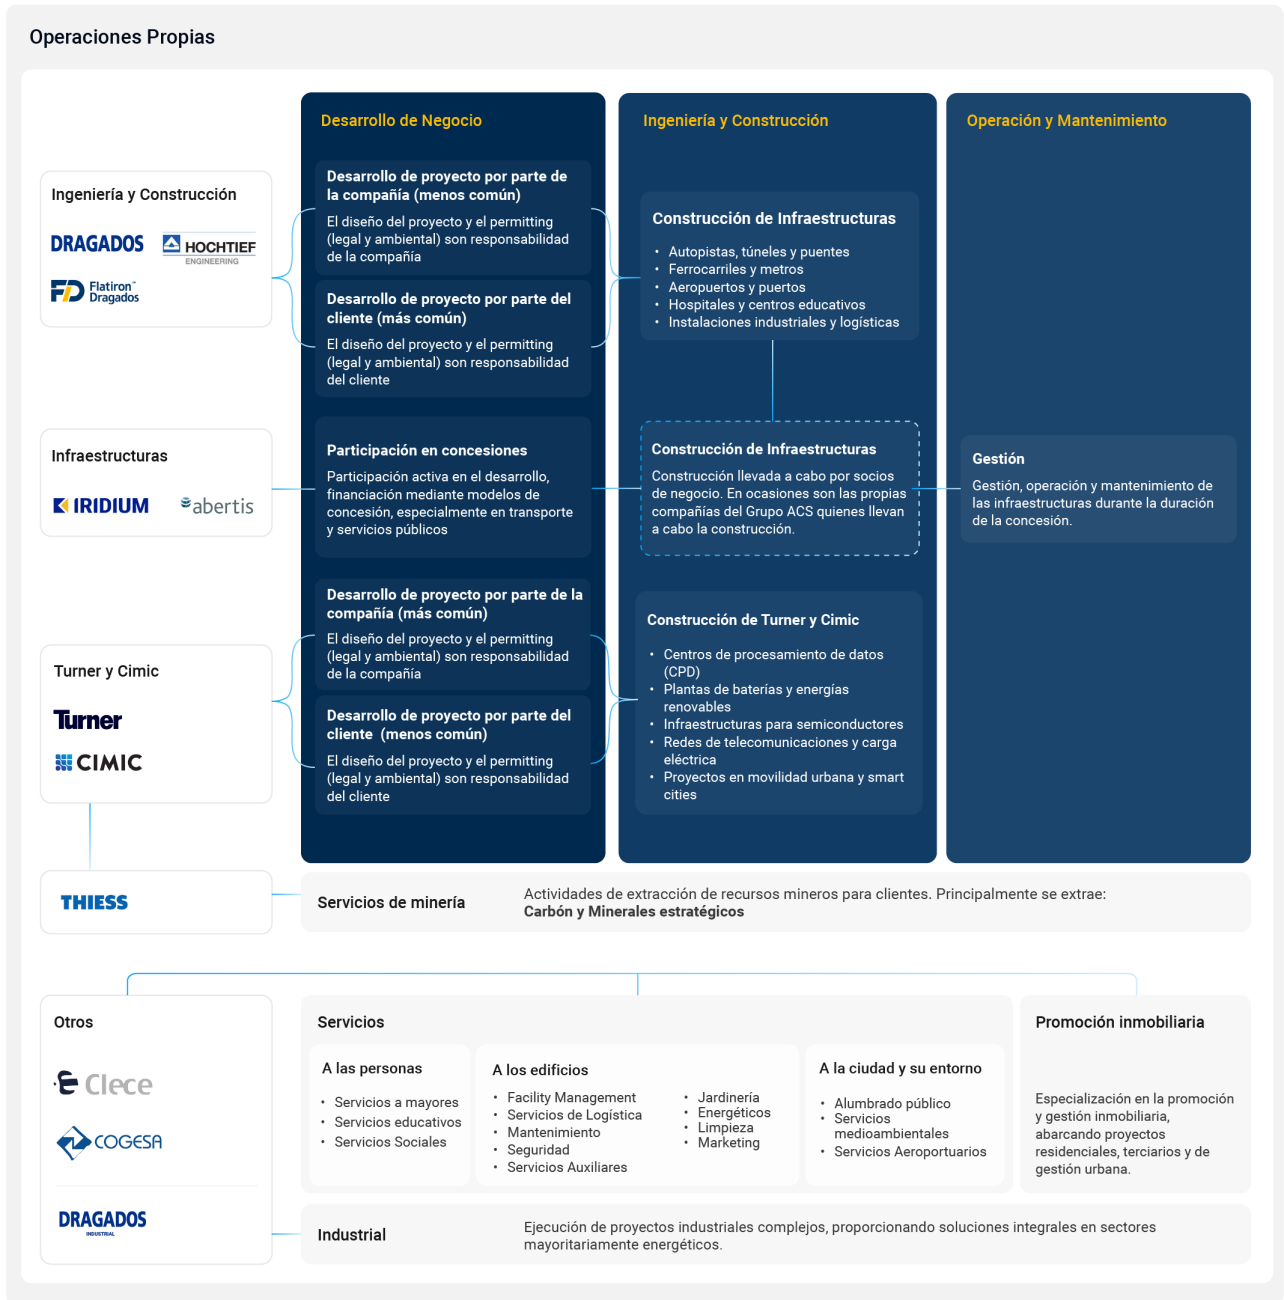 Operaciones Propias
Desarrollo de Negocio
Ingeniería y Construcción
Operación y Mantenimiento
Ingeniería y Construcción
DRAGADOS
HOCHTIEF
ENGINEERING
Flatiron™
Dragados
Desarrollo de proyecto por parte de
la compañía (menos común)
El diseño del proyecto y el permitting
(legal y ambiental) son responsabilidad
de la compañía
Desarrollo de proyecto por parte del
cliente (más común)
El diseño del proyecto y el permitting
(legal y ambiental) son responsabilidad
del cliente
Construcción de Infraestructuras
• Autopistas, túneles y puentes
• Ferrocarriles y metros
• Aeropuertos y puertos
• Hospitales y centros educativos
• Instalaciones industriales y logísticas
Infraestructuras
IRIDIUM
abertis
Participación en concesiones
Participación activa en el desarrollo,
financiación mediante modelos de
concesión, especialmente en transporte
y servicios públicos
Construcción de Infraestructuras
Construcción llevada a cabo por socios
de negocio. En ocasiones son las propias
compañías del Grupo ACS quienes llevan
a cabo la construcción.
Gestión
Gestión, operación y mantenimiento de
las infraestructuras durante la duración
de la concesión.
Turner y Cimic
Turner
CIMIC
Desarrollo de proyecto por parte de la
compañía (más común)
El diseño del proyecto y el permitting
(legal y ambiental) son responsabilidad
de la compañía
Desarrollo de proyecto por parte del
cliente (menos común)
El diseño del proyecto y el permitting
(legal y ambiental) son responsabilidad
del cliente
Construcción de Turner y Cimic
• Centros de procesamiento de datos
(CPD)
• Plantas de baterías y energías
renovables
• Infraestructuras para semiconductores
• Redes de telecomunicaciones y carga
eléctrica
• Proyectos en movilidad urbana y smart
cities
THIESS
Servicios de minería
Actividades de extracción de recursos mineros para clientes. Principalmente se extrae:
Carbón y Minerales estratégicos
Otros
Clece
COGESA
DRAGADOS
INDUSTRIAL
Servicios
A las personas
• Servicios a mayores
• Servicios educativos
• Servicios Sociales
A los edificios
• Facility Management
• Servicios de Logística
• Mantenimiento
• Seguridad
• Servicios Auxiliares
• Jardinería
• Energéticos
• Limpieza
• Marketing
A la ciudad y su entorno
• Alumbrado público
• Servicios
medioambientales
• Servicios Aeroportuarios
Promoción inmobiliaria
Especialización en la promoción
y gestión inmobiliaria,
abarcando proyectos
residenciales, terciarios y de
gestión urbana.
Industrial
Ejecución de proyectos industriales complejos, proporcionando soluciones integrales en sectores
mayoritariamente energéticos.